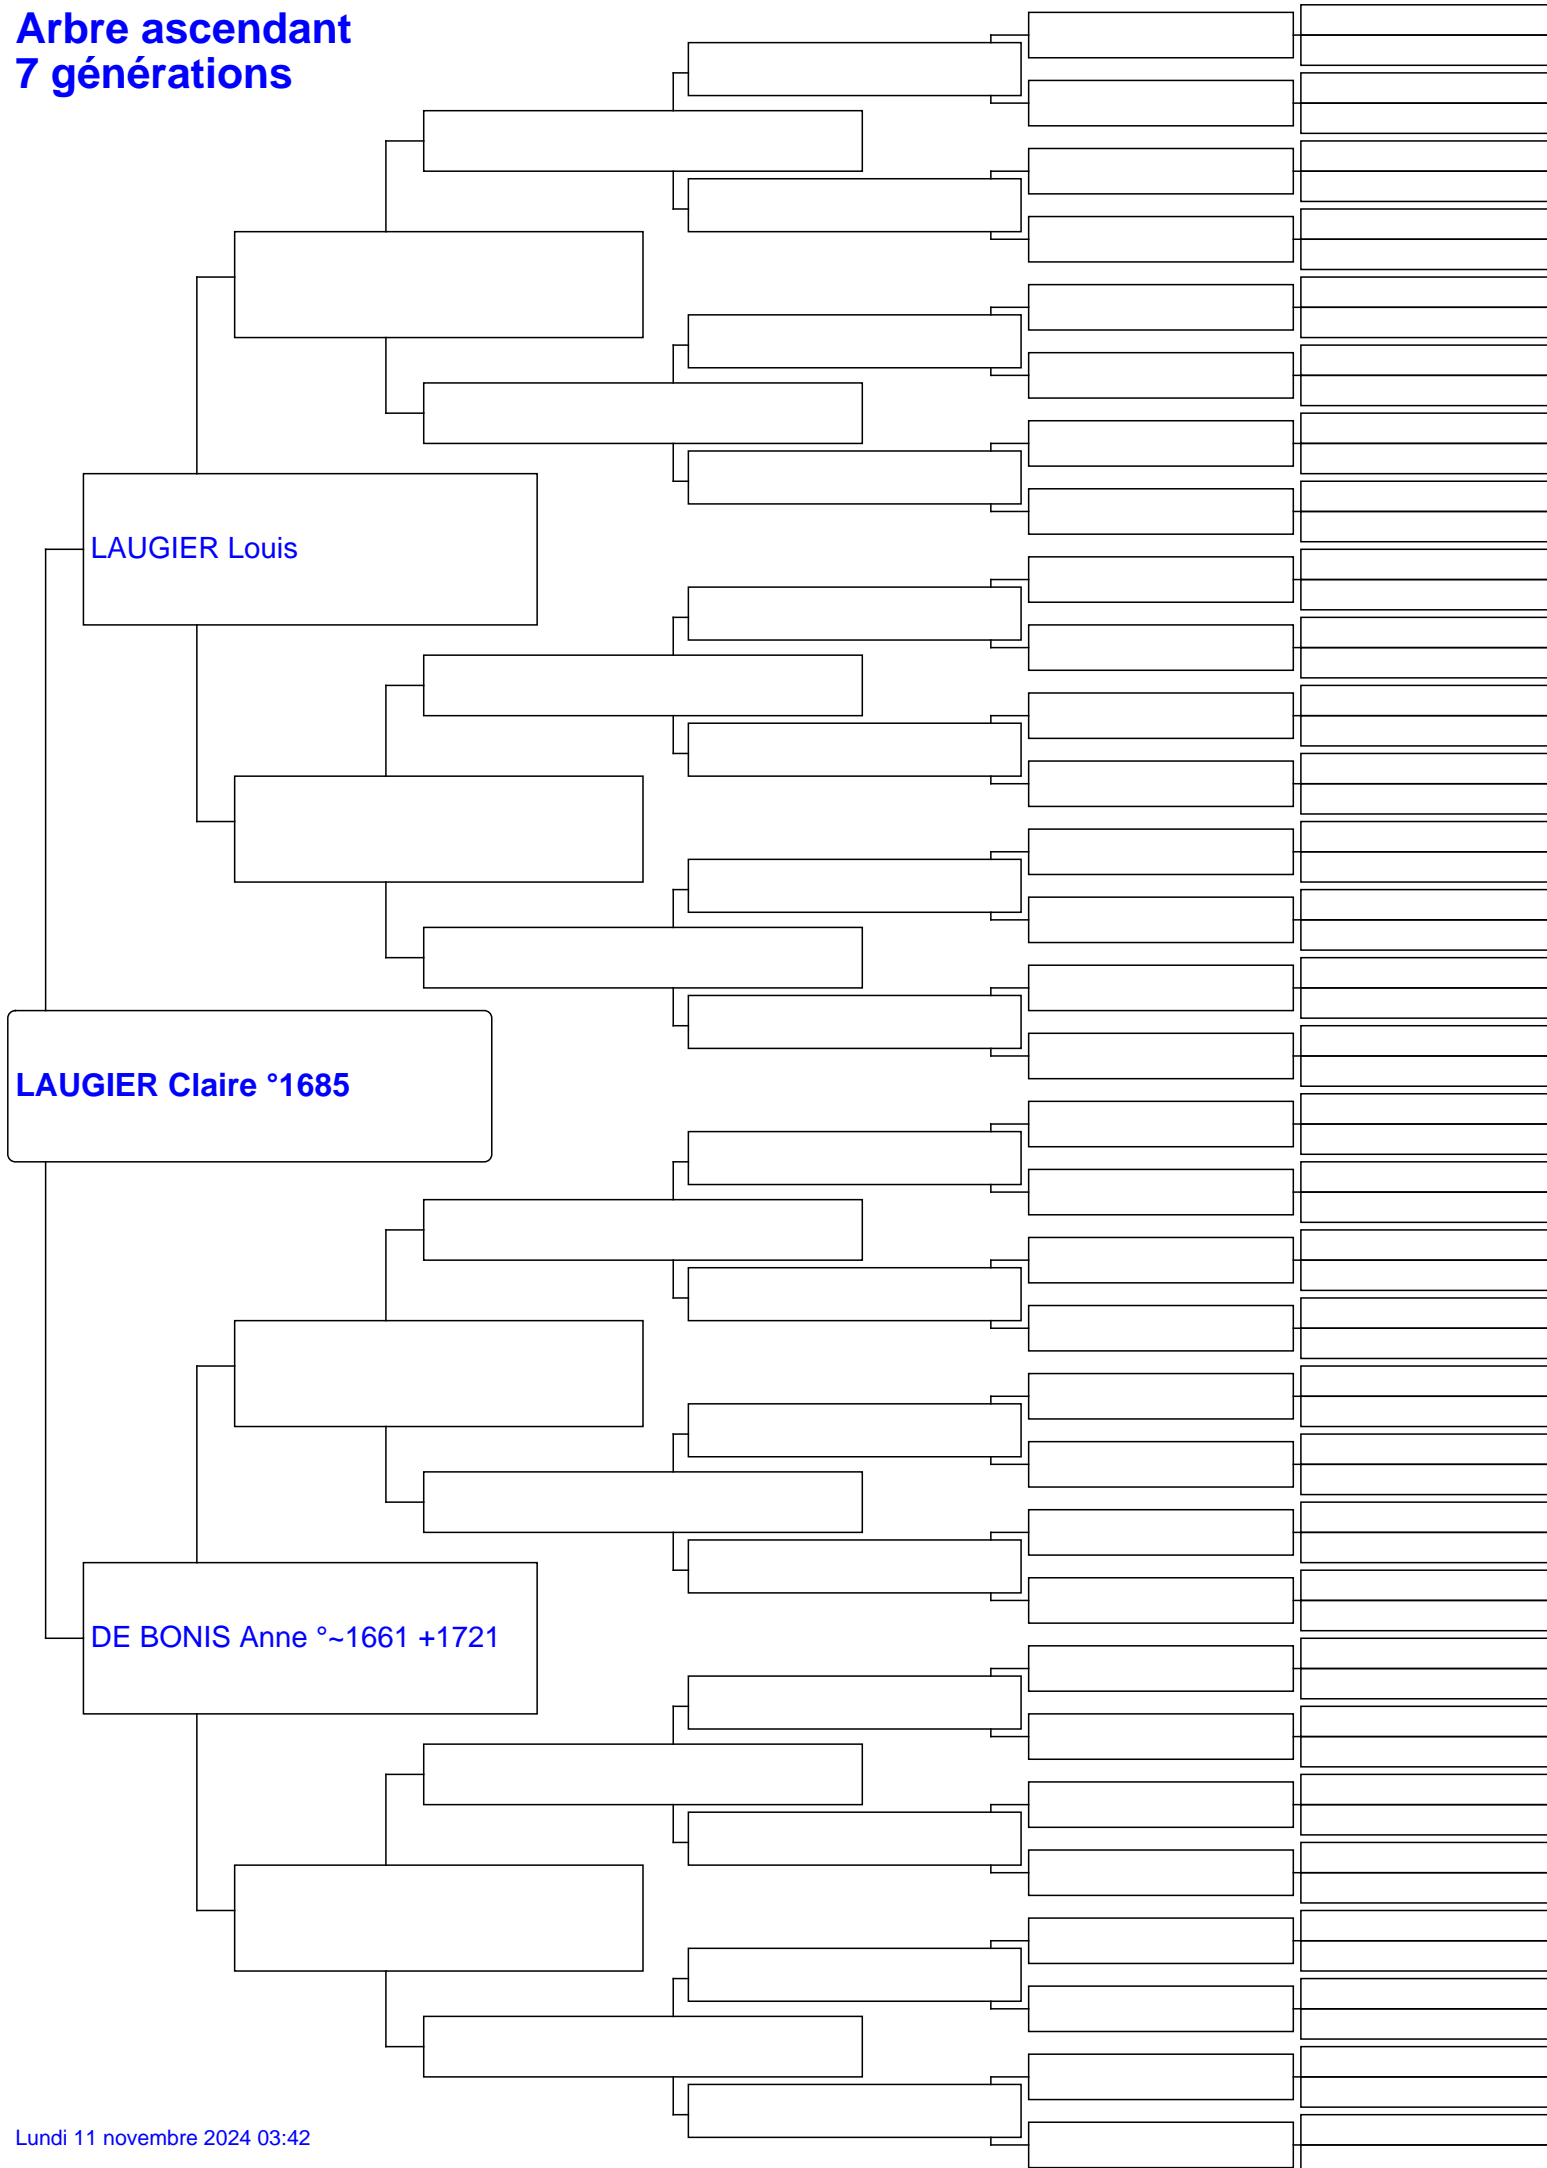 Arbre ascendant
7 générations
LAUGIER Louis
LAUGIER Claire °1685
DE BONIS Anne °~1661 +1721
Lundi 11 novembre 2024 03:42